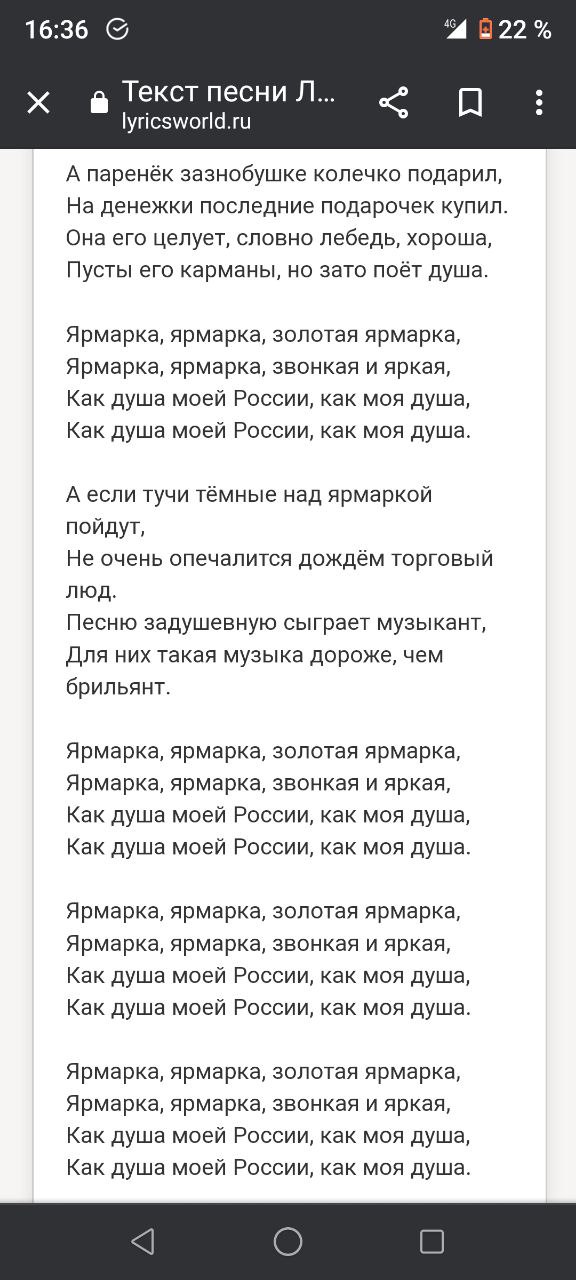 16:36
4G
22 %
Текст песни Л...
lyricsworld.ru
А паренёк зазнобушке колечко подарил,
На денежки последние подарочек купил.
Она его целует, словно лебедь, хороша,
Пусты его карманы, но зато поёт душа.
Ярмарка, ярмарка, золотая ярмарка,
Ярмарка, ярмарка, звонкая и яркая,
Как душа моей России, как моя душа,
Как душа моей России, как моя душа.
А если тучи тёмные над ярмаркой
пойдут,
Не очень опечалится дождём торговый
люд.
Песню задушевную сыграет музыкант,
Для них такая музыка дороже, чем
брильянт.
Ярмарка, ярмарка, золотая ярмарка,
Ярмарка, ярмарка, звонкая и яркая,
Как душа моей России, как моя душа,
Как душа моей России, как моя душа.
Ярмарка, ярмарка, золотая ярмарка,
Ярмарка, ярмарка, звонкая и яркая,
Как душа моей России, как моя душа,
Как душа моей России, как моя душа.
Ярмарка, ярмарка, золотая ярмарка,
Ярмарка, ярмарка, звонкая и яркая,
Как душа моей России, как моя душа,
Как душа моей России, как моя душа.